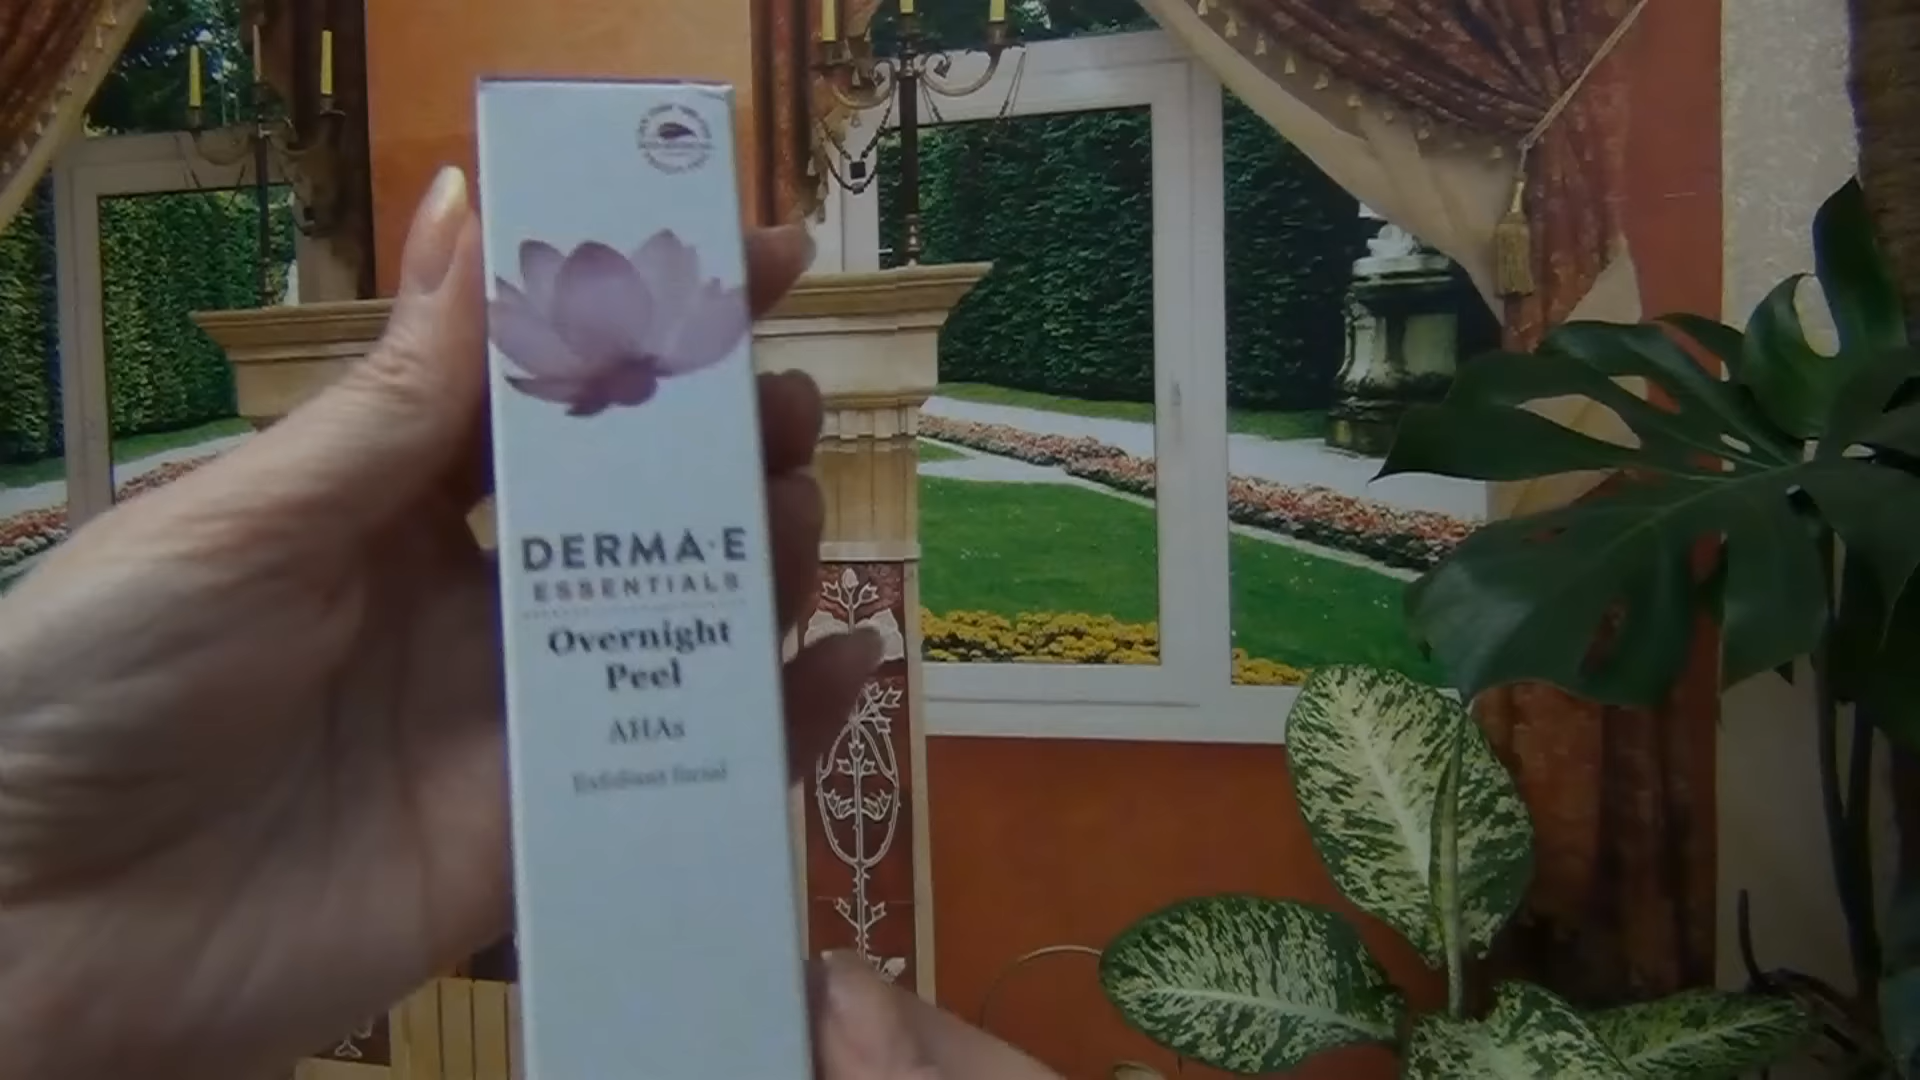 DERMA·E
ESSENTIALS
Overnight
Peel
AHAs
Exfoliant facial